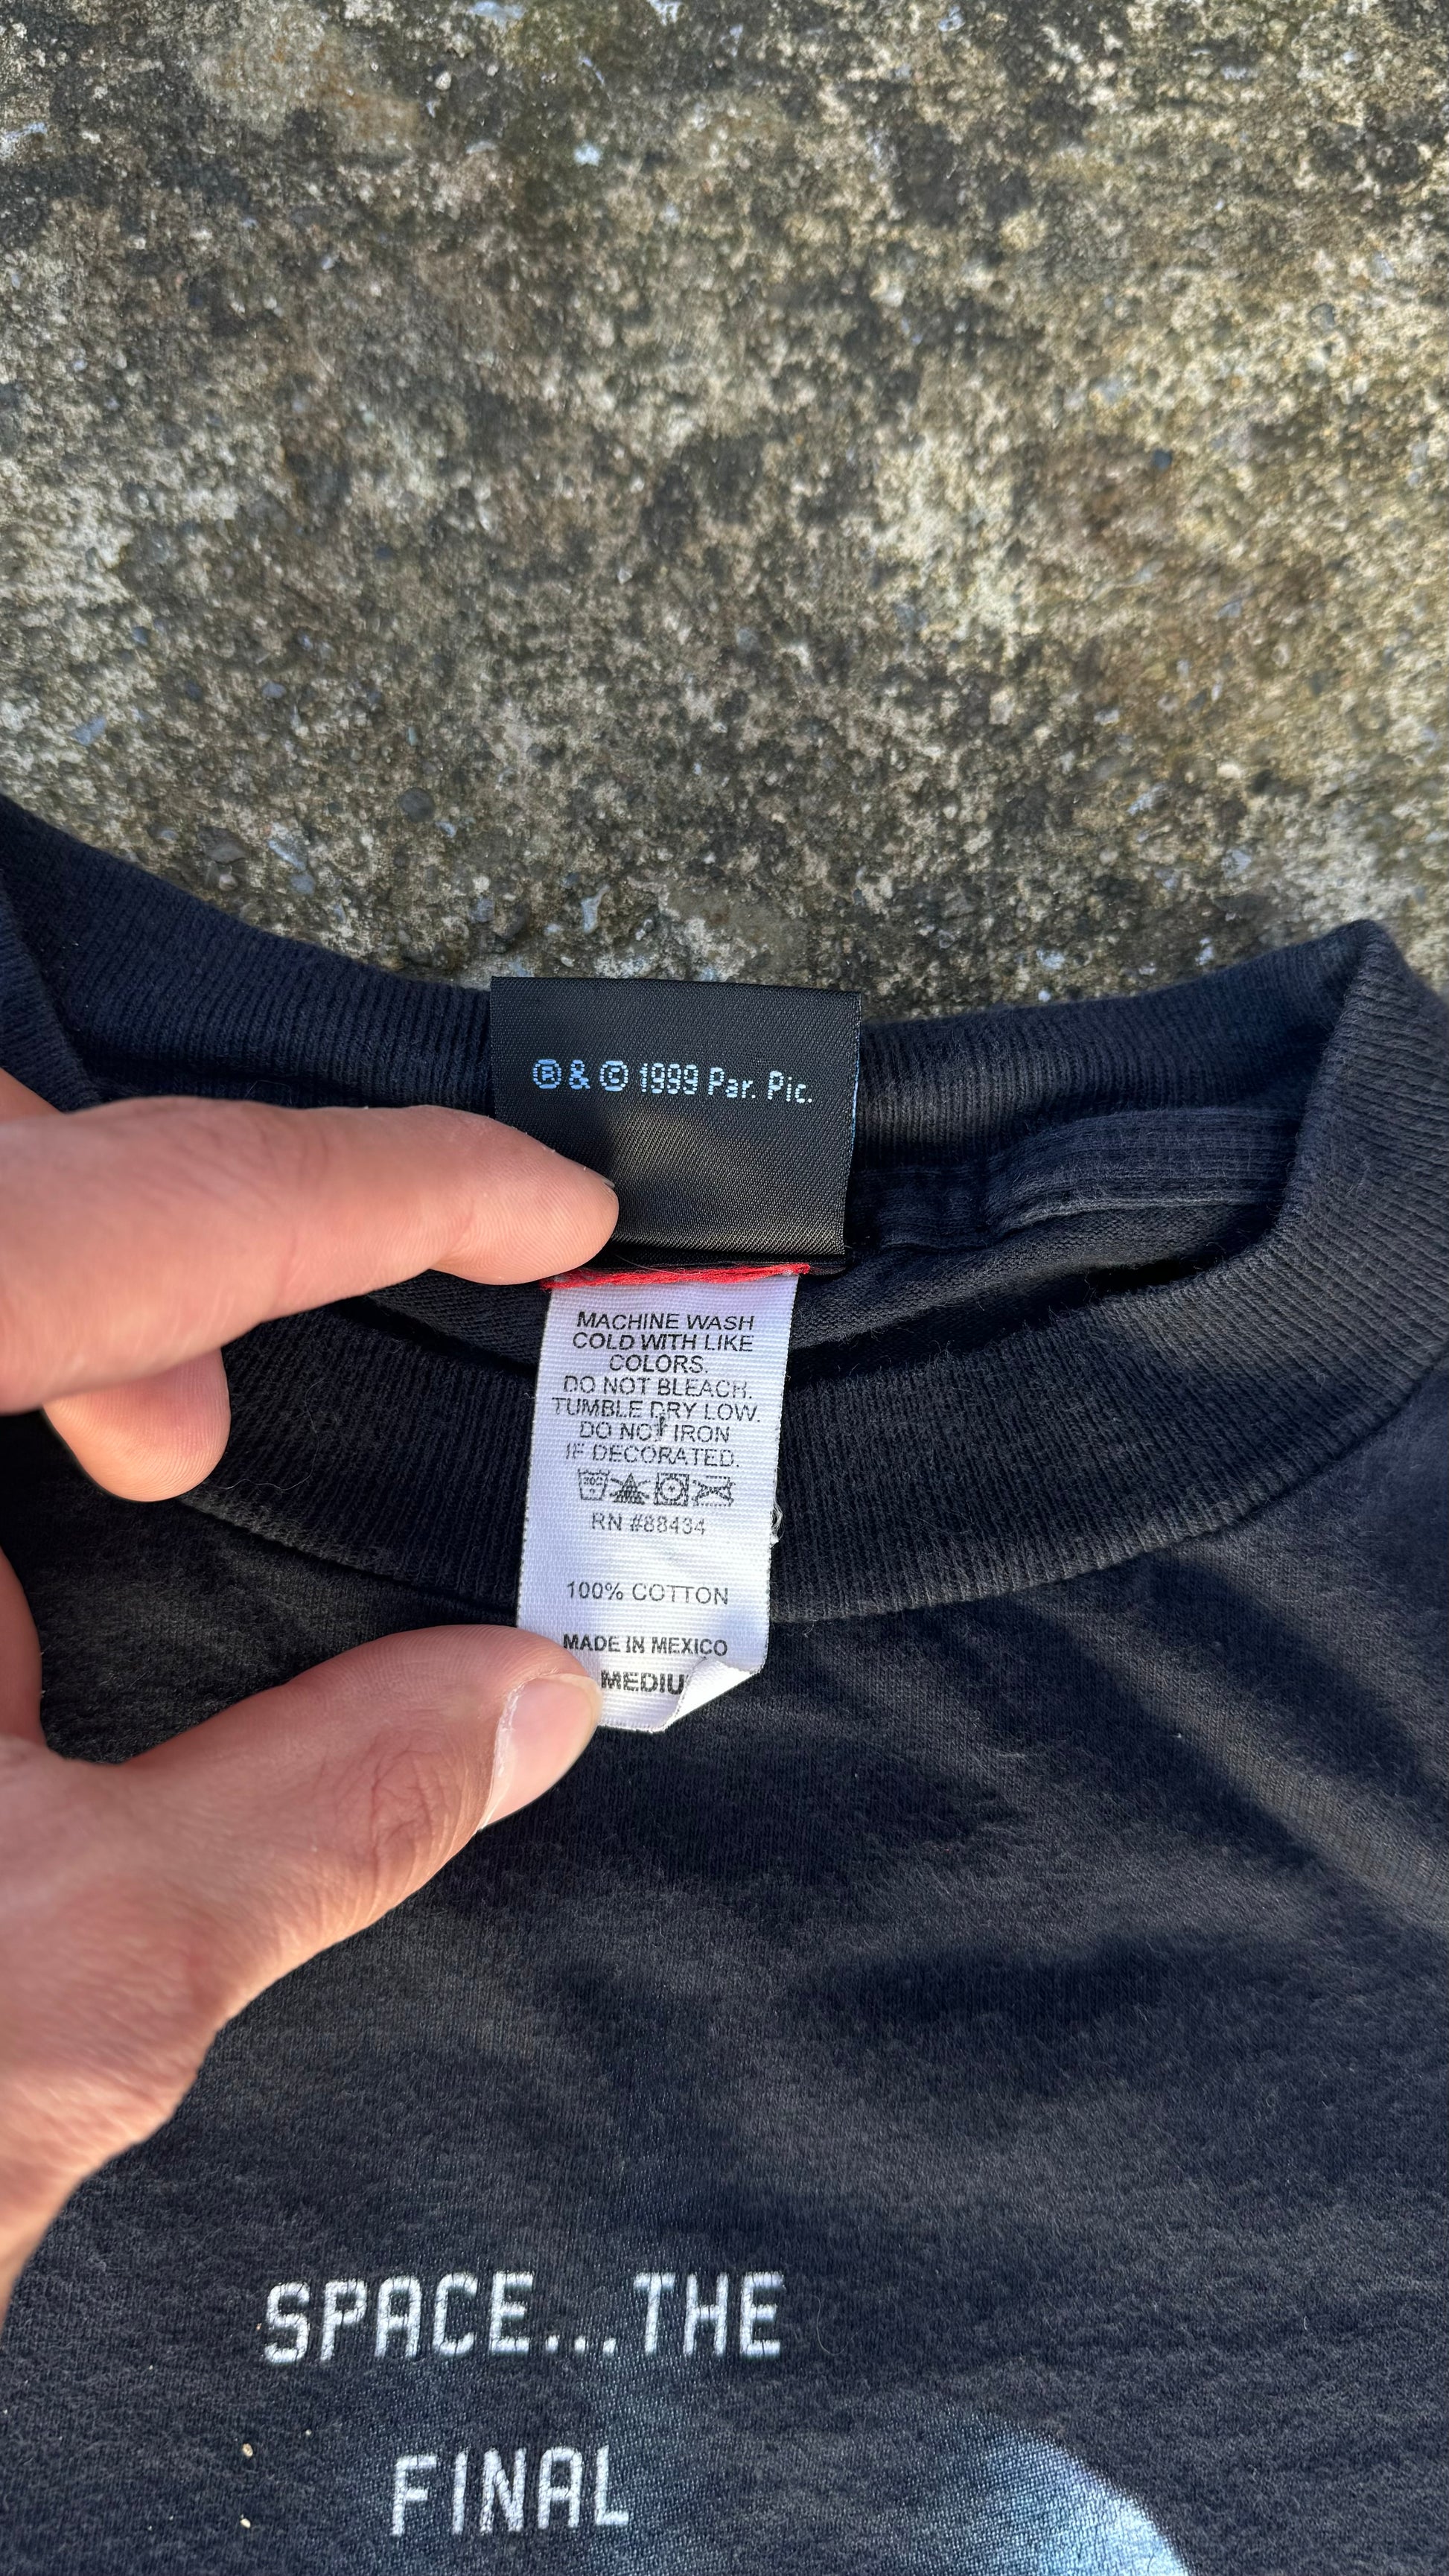 ® & © 1999 Par. Pic.
MACHINE WASH
COLD WITH LIKE
COLORS.
DO NOT BLEACH.
TUMBLE DRY LOW.
DO NOT IRON
IF DECORATED.
RN #88434
100% COTTON
MADE IN MEXICO
MEDIU
SPACE...THE
FINAL